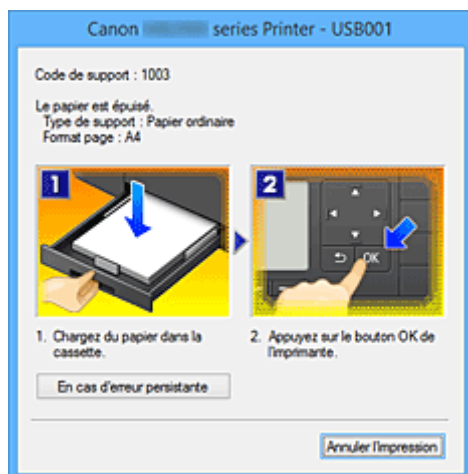 Canon series Printer - USB001
Code de support : 1003
Le papier est épuisé.
Type de support : Papier ordinaire
Format page : A4
1
2
OK
1. Chargez du papier dans la
cassette.
2. Appuyez sur le bouton OK de
l'imprimante.
En cas d'erreur persistante
Annuler l'impression